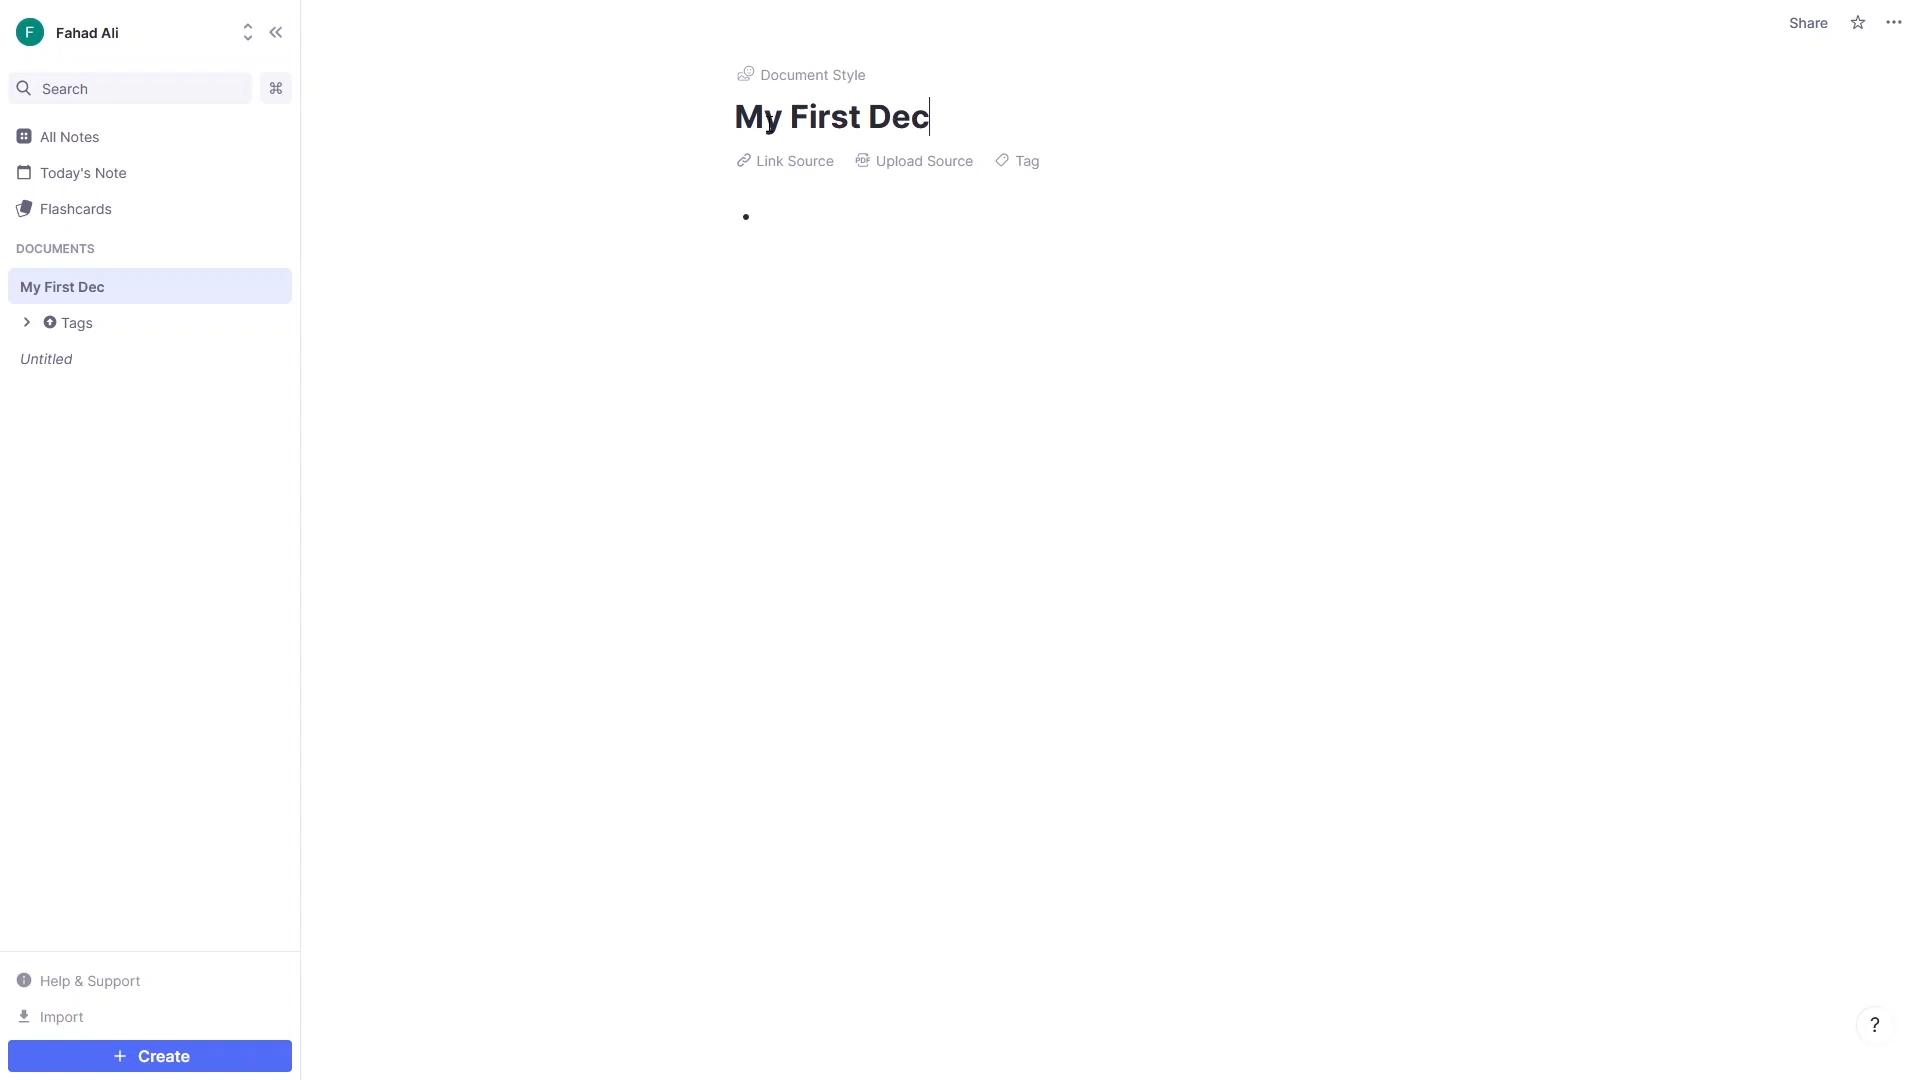 F Fahad Ali
Search ⌘
All Notes
Today's Note
Flashcards
DOCUMENTS
My First Dec
Tags
Untitled
Help & Support
Import
+ Create
Share
Document Style
My First Dec
Link Source PDF Upload Source Tag
•
?